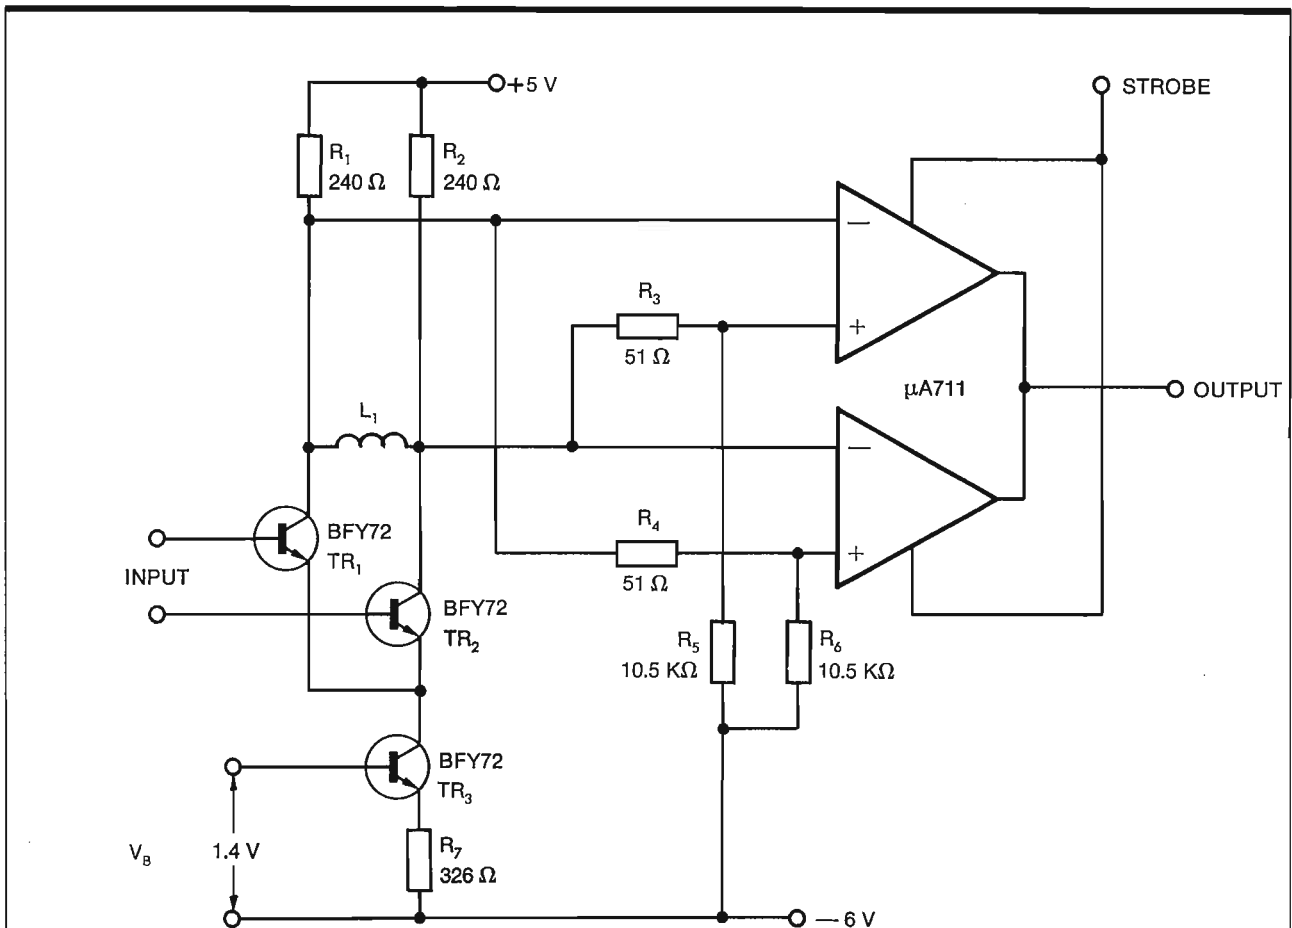 +5 V
STROBE
R1
240 Ω
R2
240 Ω
—
R3
51 Ω
+
μA711
OUTPUT
L1
—
BFY72
TR1
INPUT
R4
51 Ω
+
BFY72
TR2
R5
10.5 KΩ
R6
10.5 KΩ
BFY72
TR3
VB
1.4 V
R7
326 Ω
— 6 V